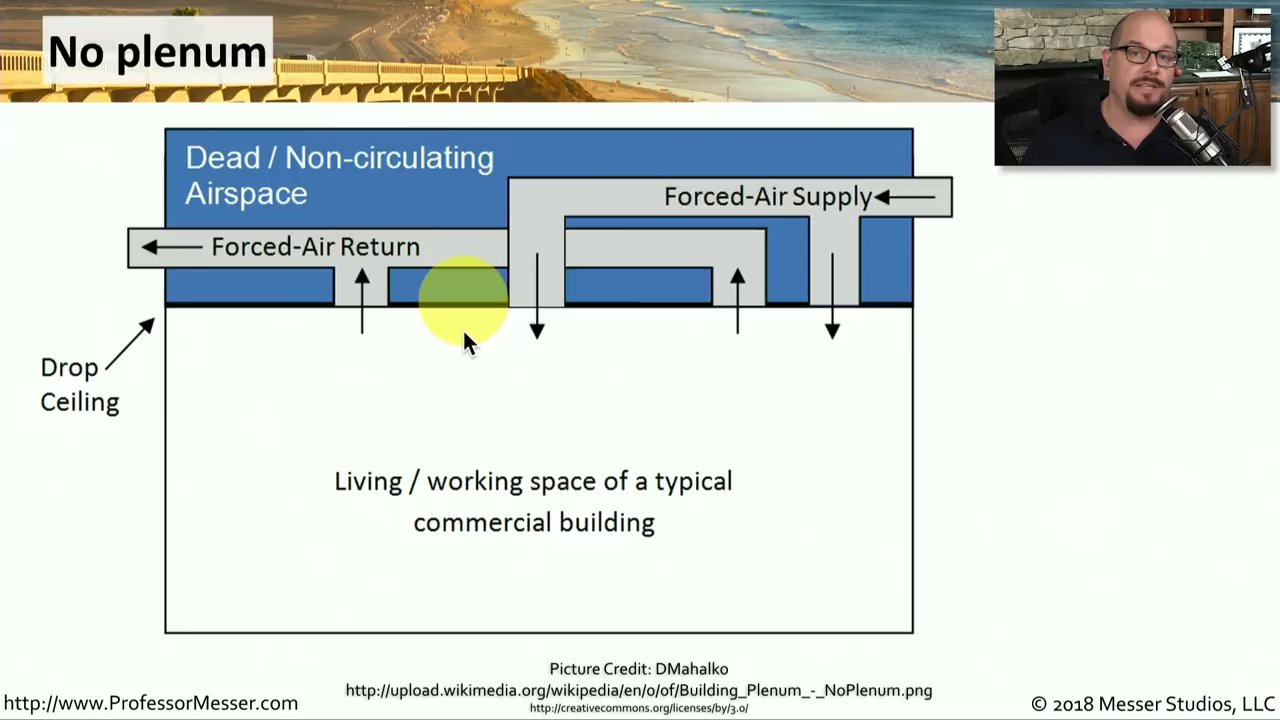 No plenum
Dead / Non-circulating
Airspace
Forced-Air Supply
Forced-Air Return
Drop
Ceiling
Living / working space of a typical
commercial building
Picture Credit: DMahalko
http://upload.wikimedia.org/wikipedia/en/0/0f/Building_Plenum_-_NoPlenum.png
http://creativecommons.org/licenses/by/3.0/
http://www.ProfessorMesser.com
© 2018 Messer Studios, LLC